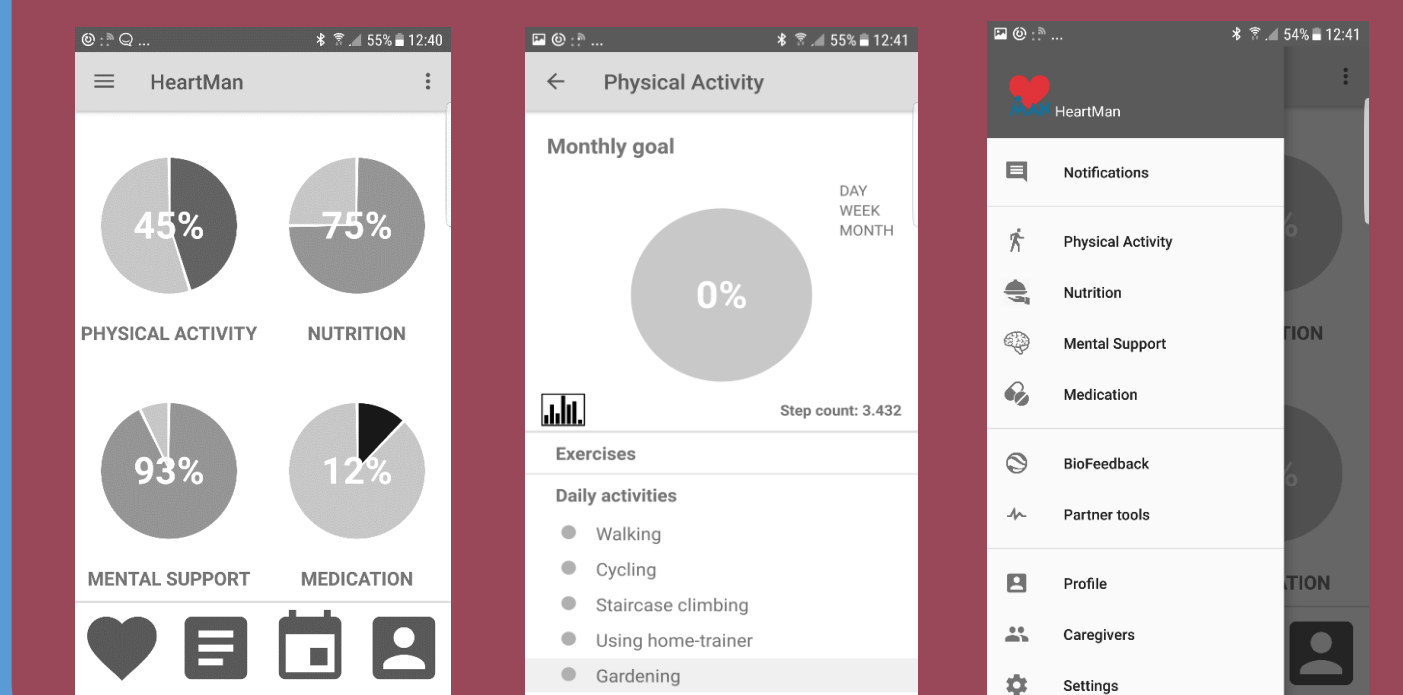 ... 55% 12:40
HeartMan
45%
75%
PHYSICAL ACTIVITY
NUTRITION
93%
12%
MENTAL SUPPORT
MEDICATION
... 55% 12:41
Physical Activity
Monthly goal
DAY
WEEK
MONTH
0%
Step count: 3.432
Exercises
Daily activities
Walking
Cycling
Staircase climbing
Using home-trainer
Gardening
... 54% 12:41
MAN HeartMan
Notifications
Physical Activity
Nutrition
Mental Support
Medication
BioFeedback
Partner tools
Profile
Caregivers
Settings
%
TION
%
ATION